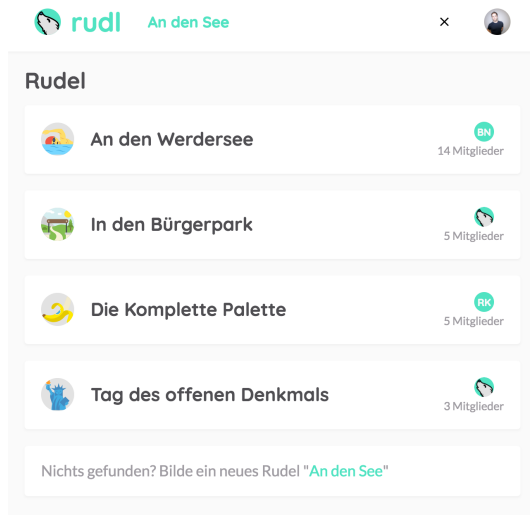 rudl An den See ×
Rudel
An den Werdersee
BN
14 Mitglieder
In den Bürgerpark
5 Mitglieder
Die Komplette Palette
RK
5 Mitglieder
Tag des offenen Denkmals
3 Mitglieder
Nichts gefunden? Bilde ein neues Rudel "An den See"